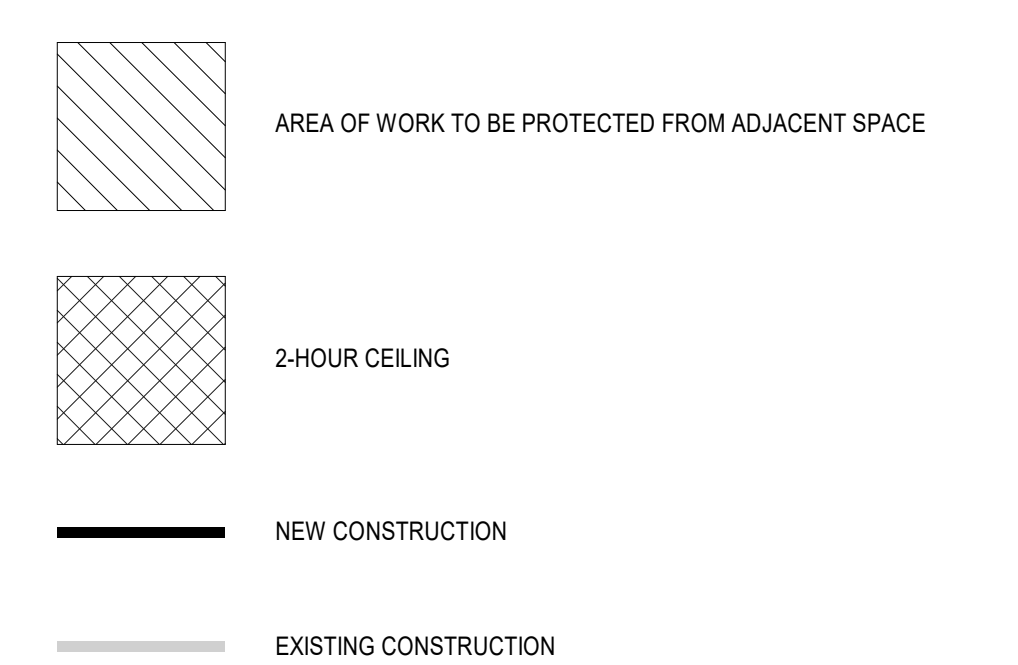 AREA OF WORK TO BE PROTECTED FROM ADJACENT SPACE
2-HOUR CEILING
NEW CONSTRUCTION
EXISTING CONSTRUCTION